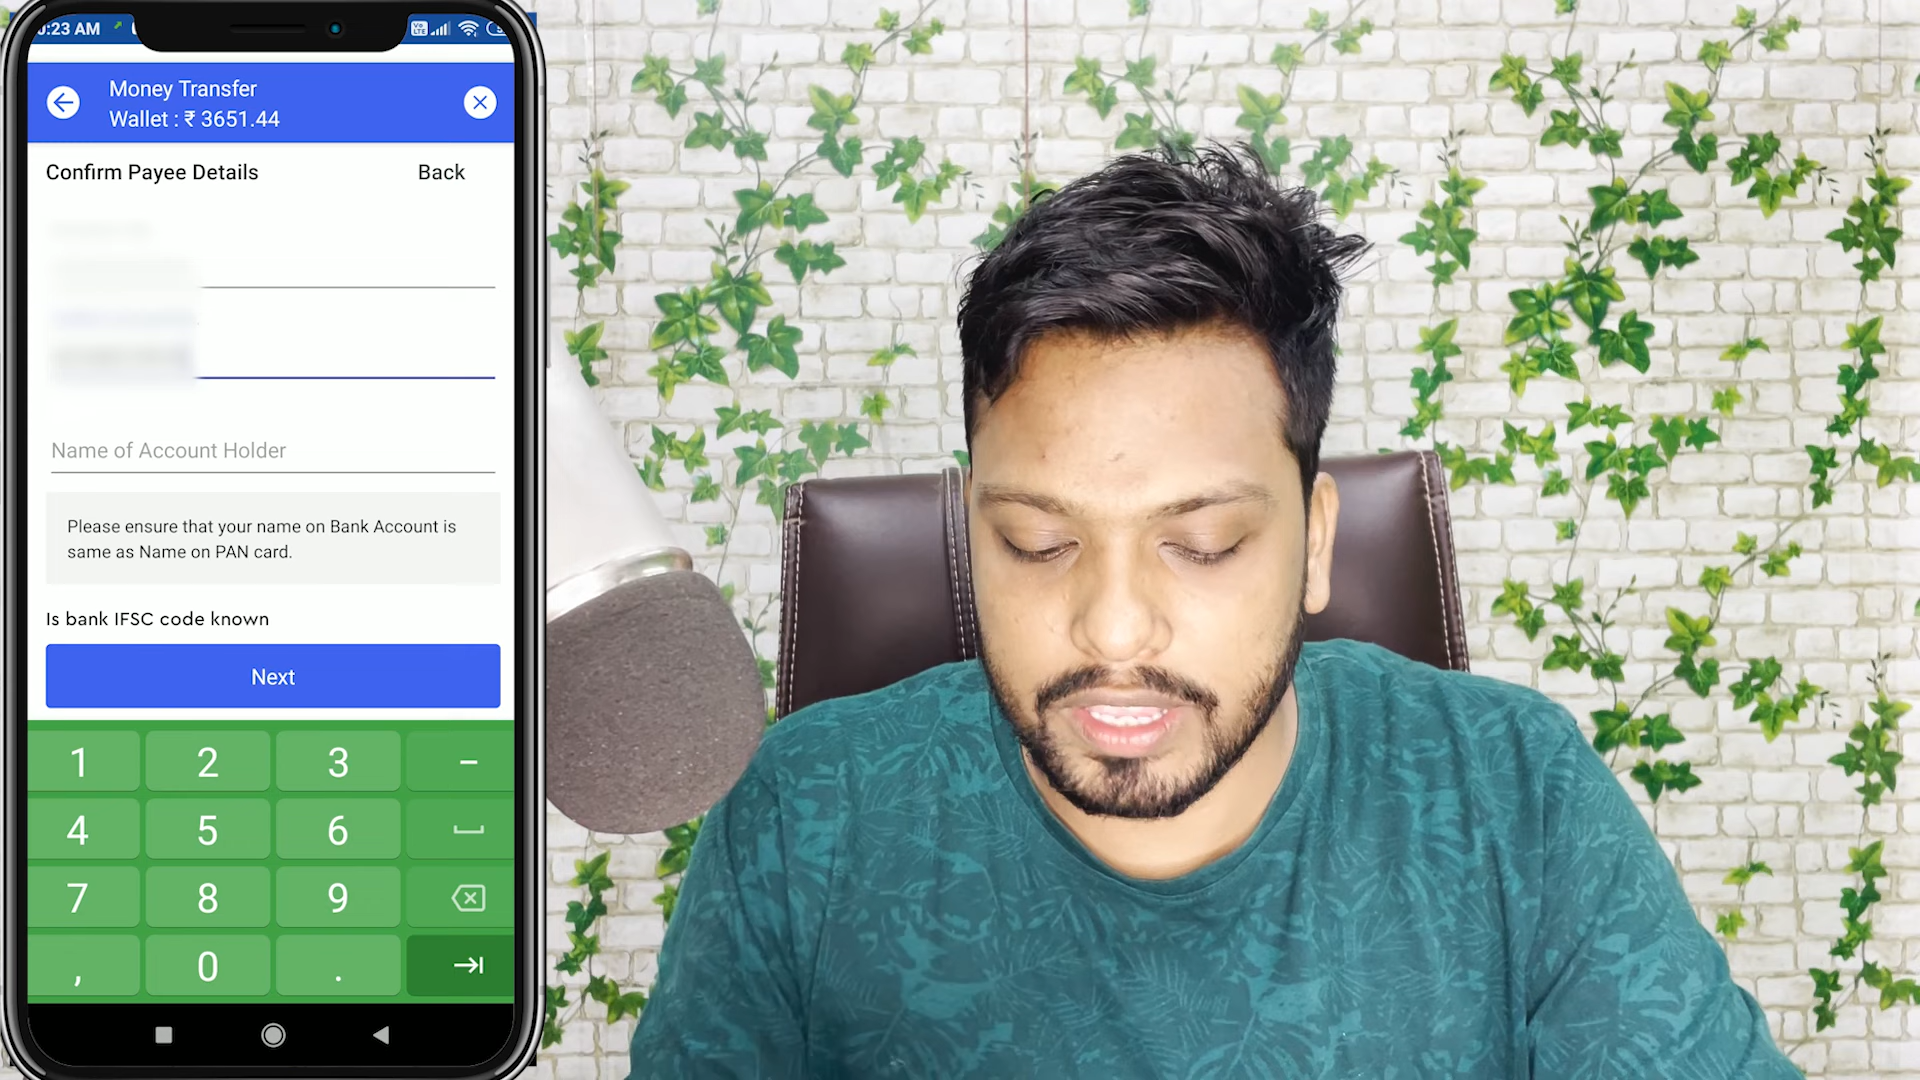 :23 AM
Money Transfer
Wallet : ₹ 3651.44
Confirm Payee Details
Back
Name of Account Holder
Please ensure that your name on Bank Account is
same as Name on PAN card.
Is bank IFSC code known
Next
1 2 3 -
4 5 6
7 8 9
, 0 .